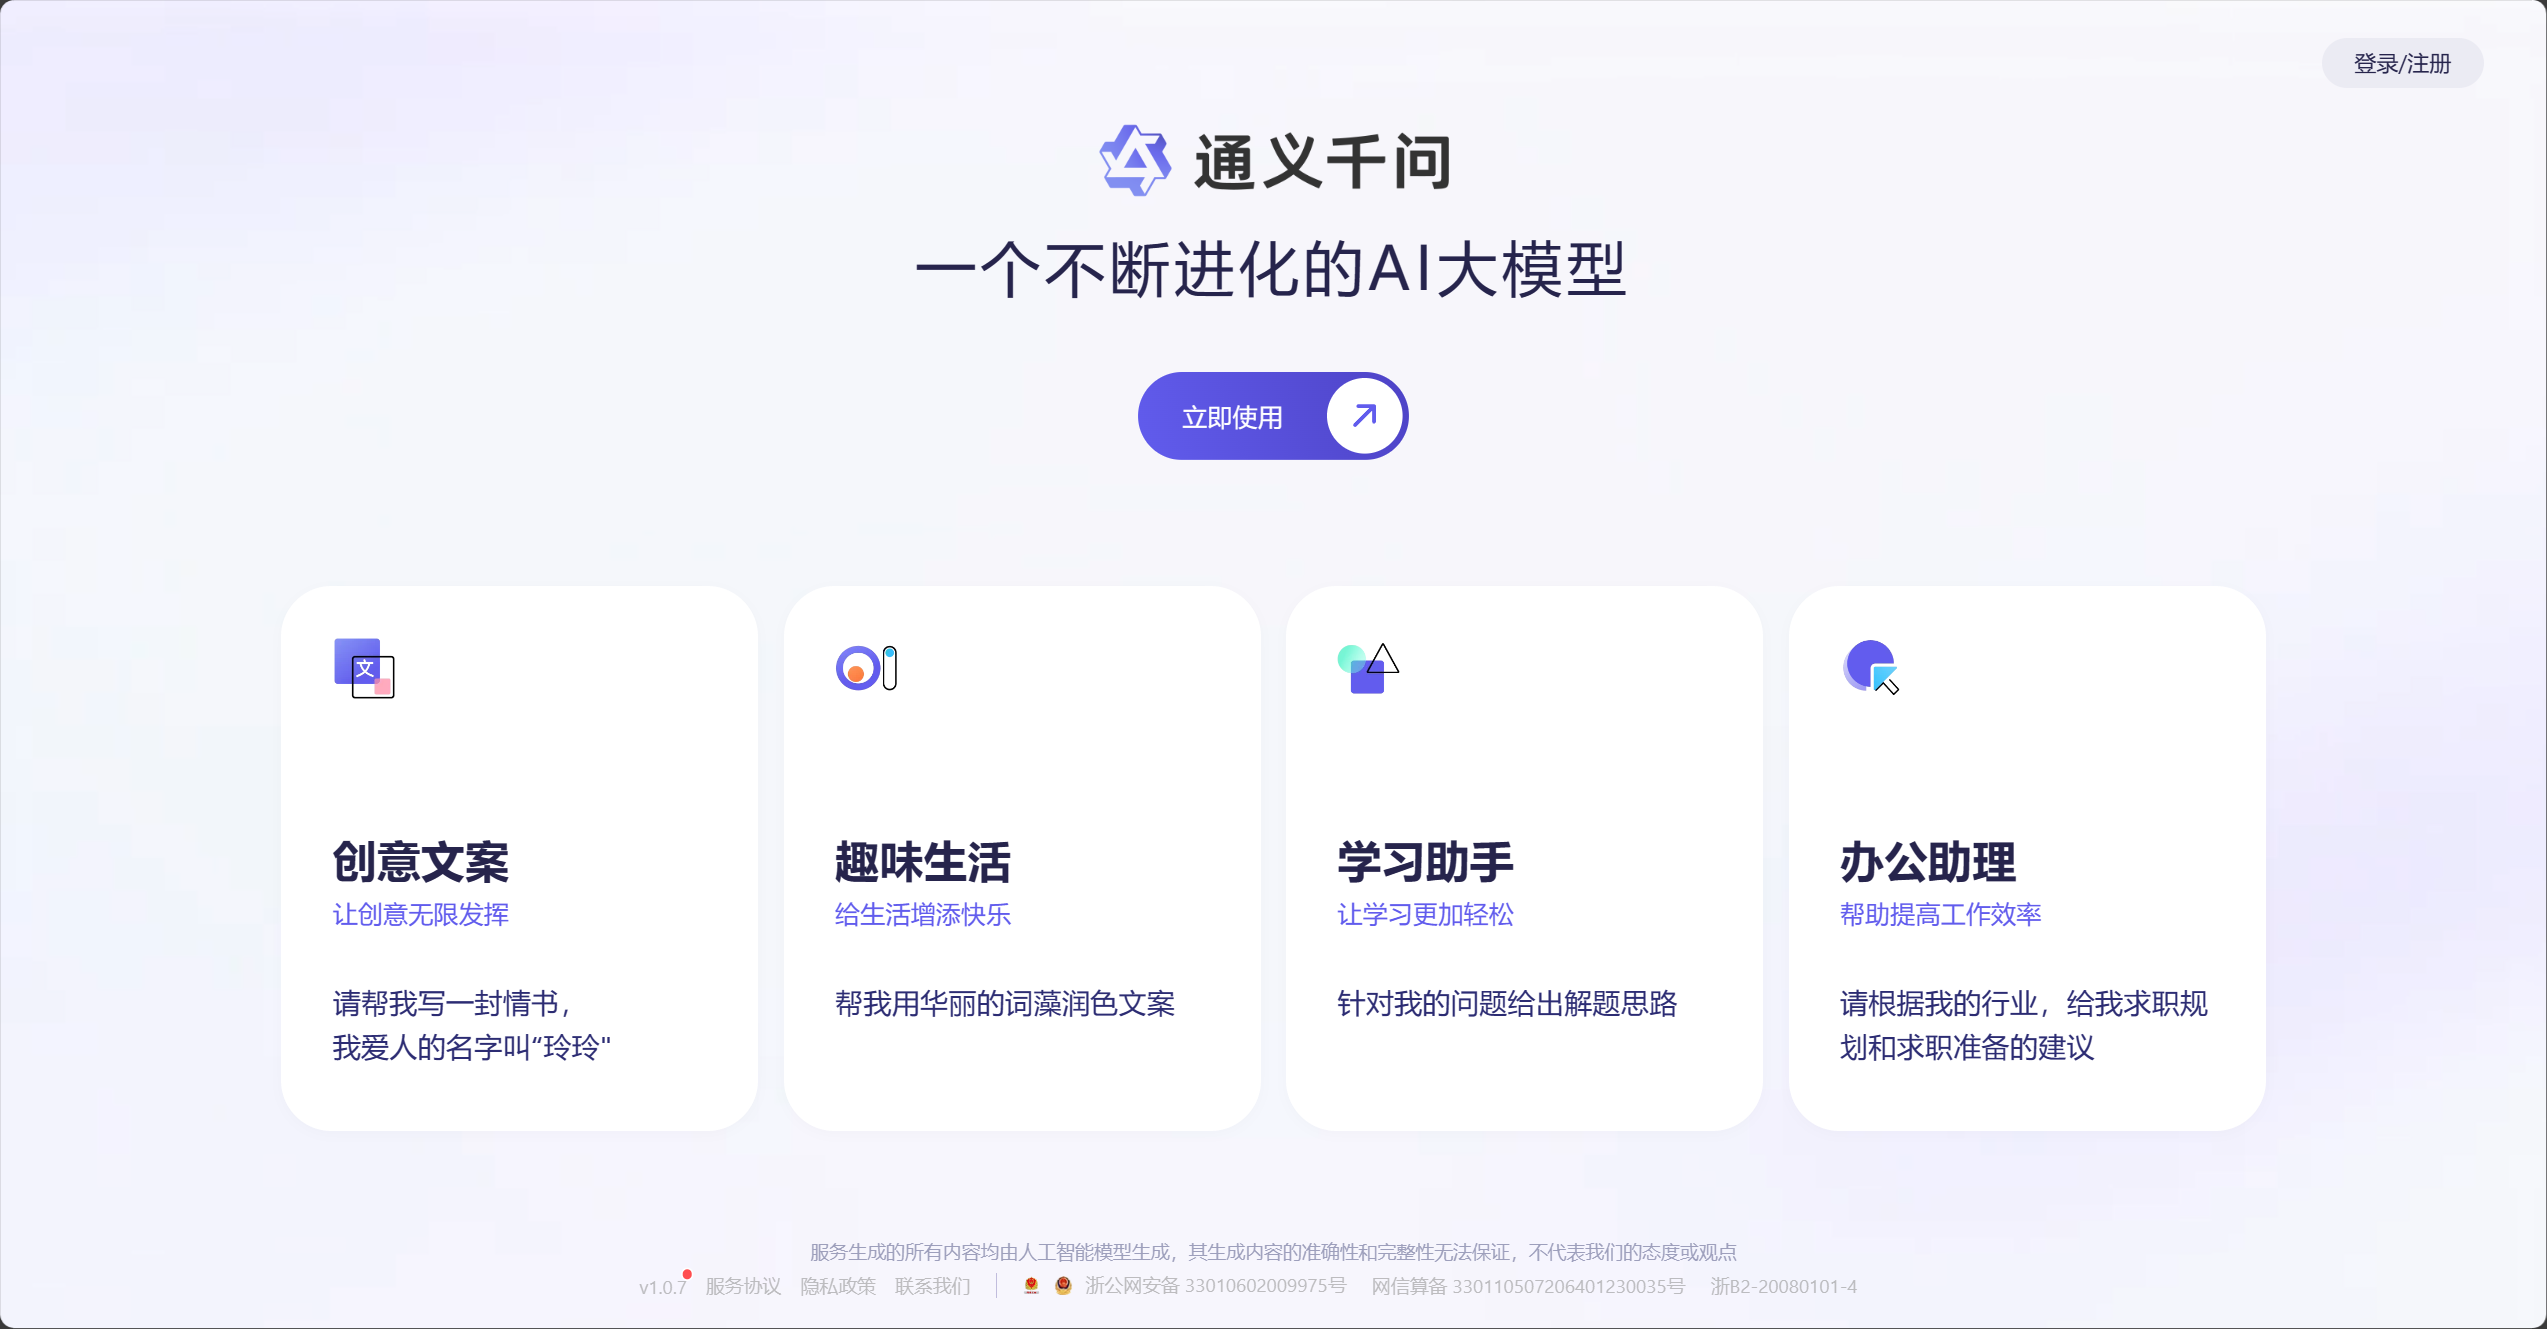 登录/注册
通义千问
一个不断进化的AI大模型
立即使用
文
创意文案
让创意无限发挥
请帮我写一封情书，
我爱人的名字叫“玲玲"
趣味生活
给生活增添快乐
帮我用华丽的词藻润色文案
学习助手
让学习更加轻松
针对我的问题给出解题思路
办公助理
帮助提高工作效率
请根据我的行业，给我求职规
划和求职准备的建议
服务生成的所有内容均由人工智能模型生成，其生成内容的准确性和完整性无法保证，不代表我们的态度或观点
v1.0.7 服务协议 隐私政策 联系我们 浙公网安备 33010602009975号 网信算备 330110507206401230035号 浙B2-20080101-4